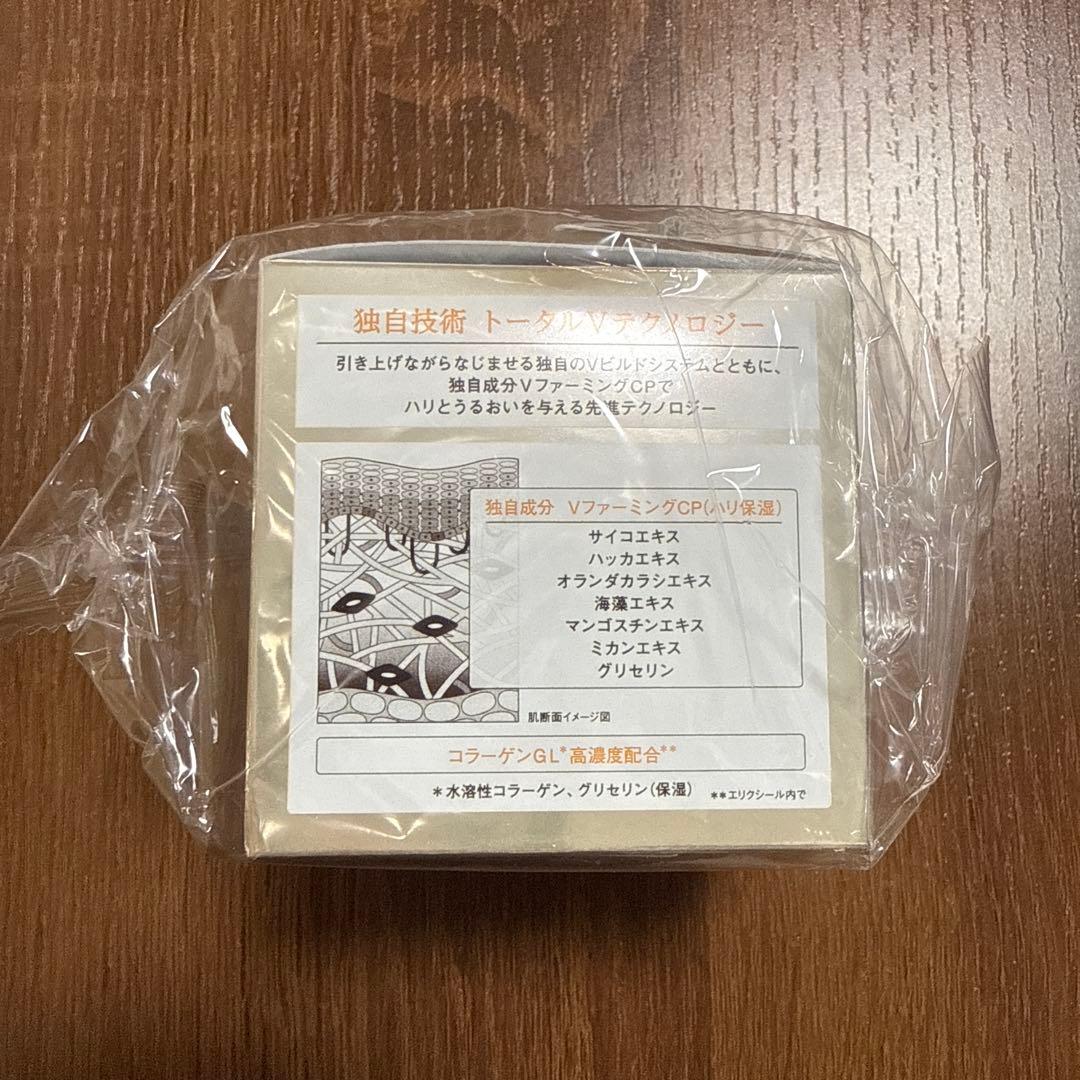 独自技術 トータルVテクノロジー
引き上げながらなじませる独自のVビルドシステムとともに、
独自成分VファーミングCPで
ハリとうるおいを与える先進テクノロジー
独自成分 VファーミングCP(ハリ保湿)
サイコエキス
ハッカエキス
オランダカラシエキス
海藻エキス
マンゴスチンエキス
ミカンエキス
グリセリン
肌断面イメージ図
コラーゲンGL*高濃度配合**
*水溶性コラーゲン、グリセリン(保湿) **エリクシール内で